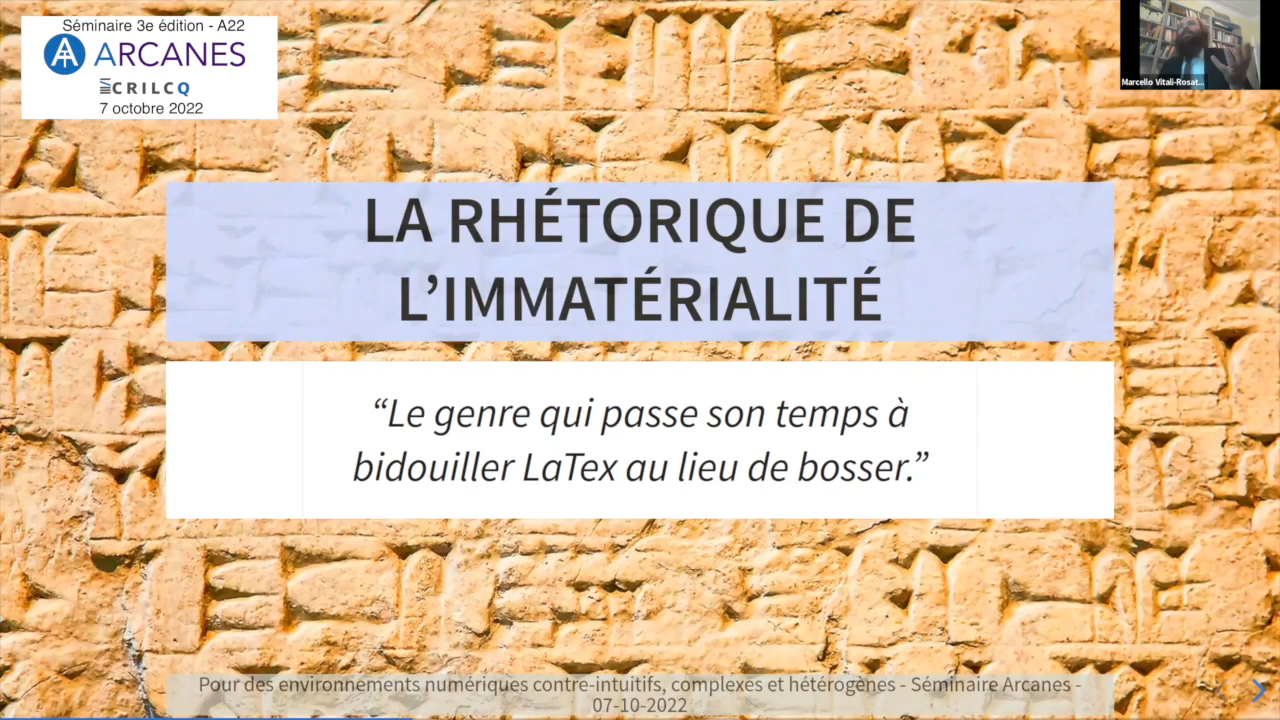 Séminaire 3e édition - A22
ARCANES
CRILCQ
7 octobre 2022
Marcello Vitali-Rosat...
LA RHÉTORIQUE DE
L’IMMATÉRIALITÉ
“Le genre qui passe son temps à
bidouiller LaTex au lieu de bosser.”
Pour des environnements numériques contre-intuitifs, complexes et hétérogènes - Séminaire Arcanes -
07-10-2022